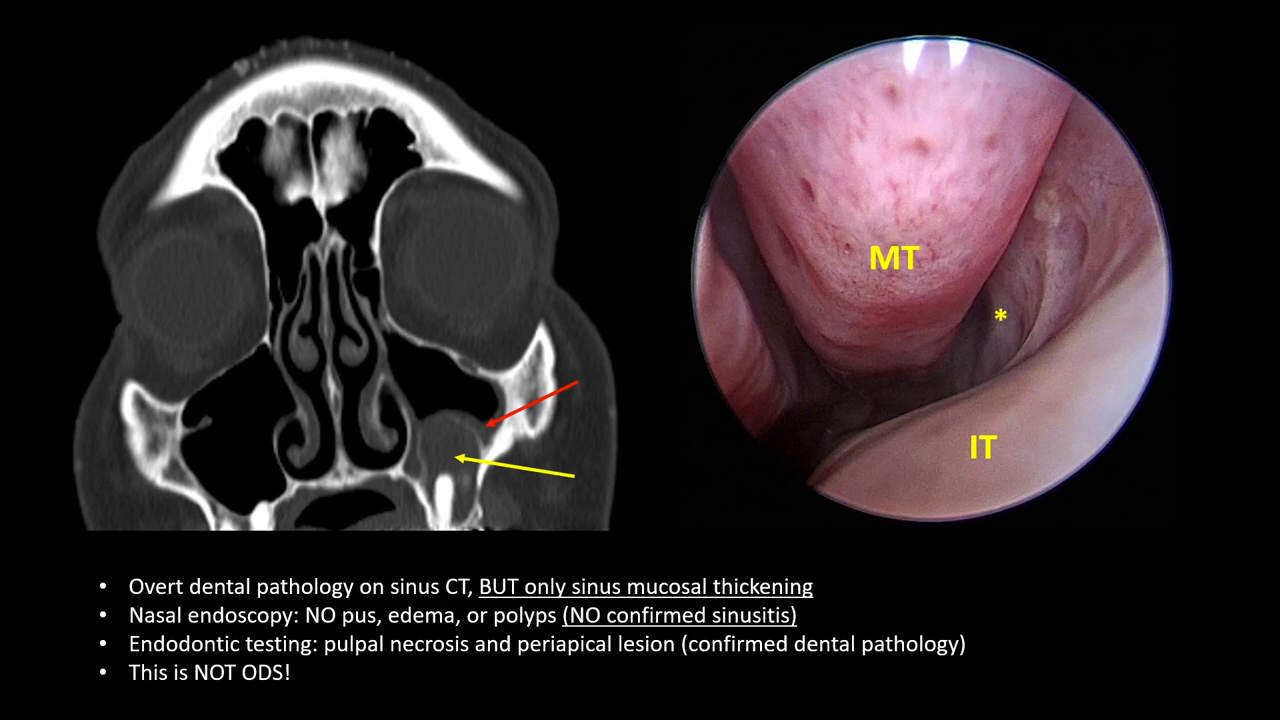 MT
*
IT
• Overt dental pathology on sinus CT, BUT only sinus mucosal thickening
• Nasal endoscopy: NO pus, edema, or polyps (NO confirmed sinusitis)
• Endodontic testing: pulpal necrosis and periapical lesion (confirmed dental pathology)
• This is NOT ODS!